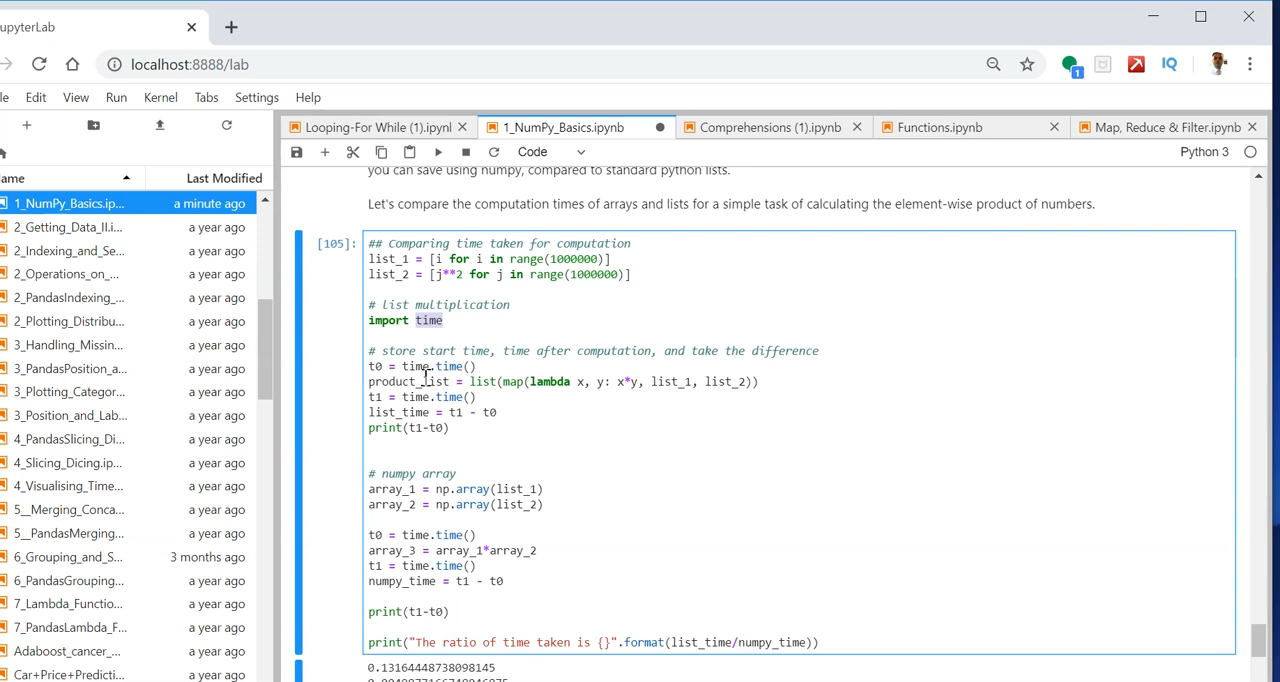 upyterLab
localhost:8888/lab
1
IQ
le Edit View Run Kernel Tabs Settings Help
Looping-For While (1).ipynl
1_NumPy_Basics.ipynb
Comprehensions (1).ipynb
Functions.ipynb
Map, Reduce & Filter.ipynb
Code
Python 3
ame Last Modified
1_NumPy_Basics.ip... a minute ago
2_Getting_Data_II.i... a year ago
2_Indexing_and_Se... a year ago
2_Operations_on_... a year ago
2_PandasIndexing_... a year ago
2_Plotting_Distribu... a year ago
3_Handling_Missin... a year ago
3_PandasPosition_a... a year ago
3_Plotting_Categor... a year ago
3_Position_and_Lab... a year ago
4_PandasSlicing_Di... a year ago
4_Slicing_Dicing.ip... a year ago
4_Visualising_Time... a year ago
5__Merging_Conca... a year ago
5__PandasMerging... a year ago
6_Grouping_and_S... 3 months ago
6_PandasGrouping... a year ago
7_Lambda_Functio... a year ago
7_PandasLambda_F... a year ago
Adaboost_cancer_... a year ago
Car+Price+Predicti... a year ago
you can save using numpy, compared to standard python lists.
Let's compare the computation times of arrays and lists for a simple task of calculating the element-wise product of numbers.
[105]:
## Comparing time taken for computation
list_1 = [i for i in range(1000000)]
list_2 = [j**2 for j in range(1000000)]
# list multiplication
import time
# store start time, time after computation, and take the difference
t0 = time.time()
product_list = list(map(lambda x, y: x*y, list_1, list_2))
t1 = time.time()
list_time = t1 - t0
print(t1-t0)
# numpy array
array_1 = np.array(list_1)
array_2 = np.array(list_2)
t0 = time.time()
array_3 = array_1*array_2
t1 = time.time()
numpy_time = t1 - t0
print(t1-t0)
print("The ratio of time taken is {}".format(list_time/numpy_time))
0.13164448738098145